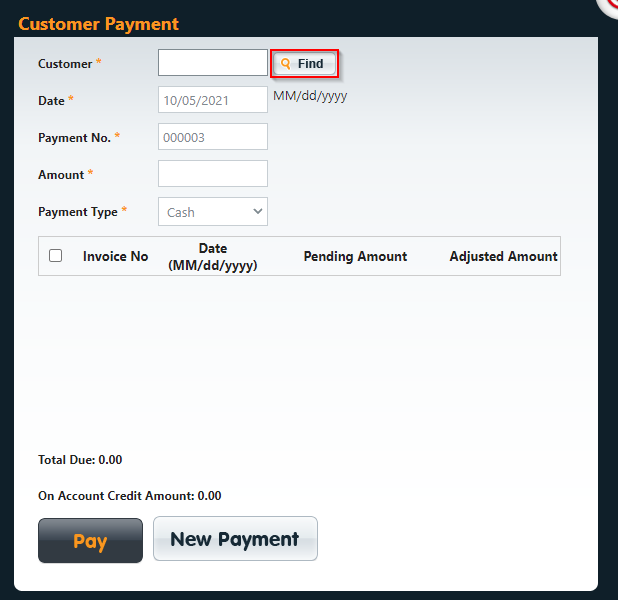 Customer Payment
Customer * Find
Date * 10/05/2021 MM/dd/yyyy
Payment No. * 000003
Amount *
Payment Type * Cash
Invoice No Date (MM/dd/yyyy) Pending Amount Adjusted Amount
Total Due: 0.00
On Account Credit Amount: 0.00
Pay New Payment